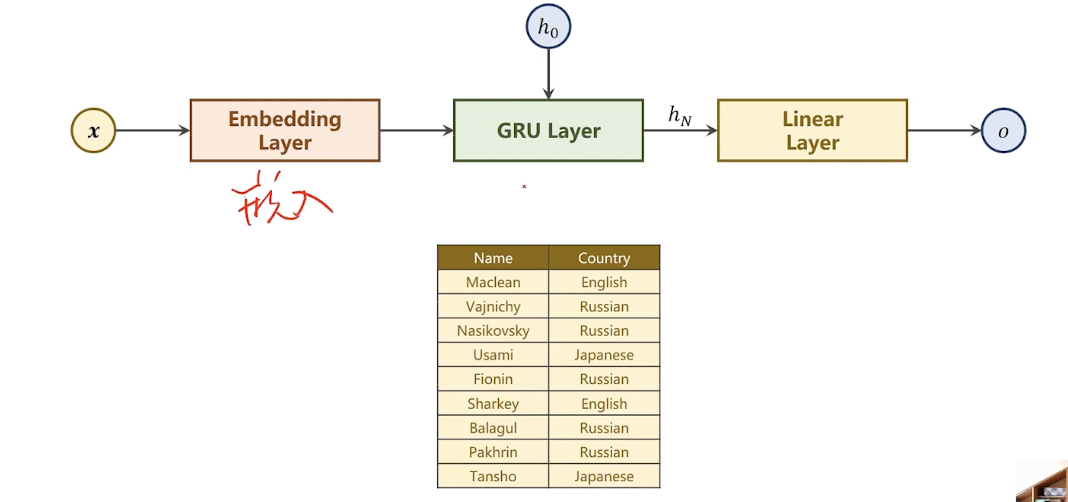 h₀
x
Embedding Layer
GRU Layer
h_N
Linear Layer
o
嵌入
Name Country
Maclean English
Vajnichy Russian
Nasikovsky Russian
Usami Japanese
Fionin Russian
Sharkey English
Balagul Russian
Pakhrin Russian
Tansho Japanese